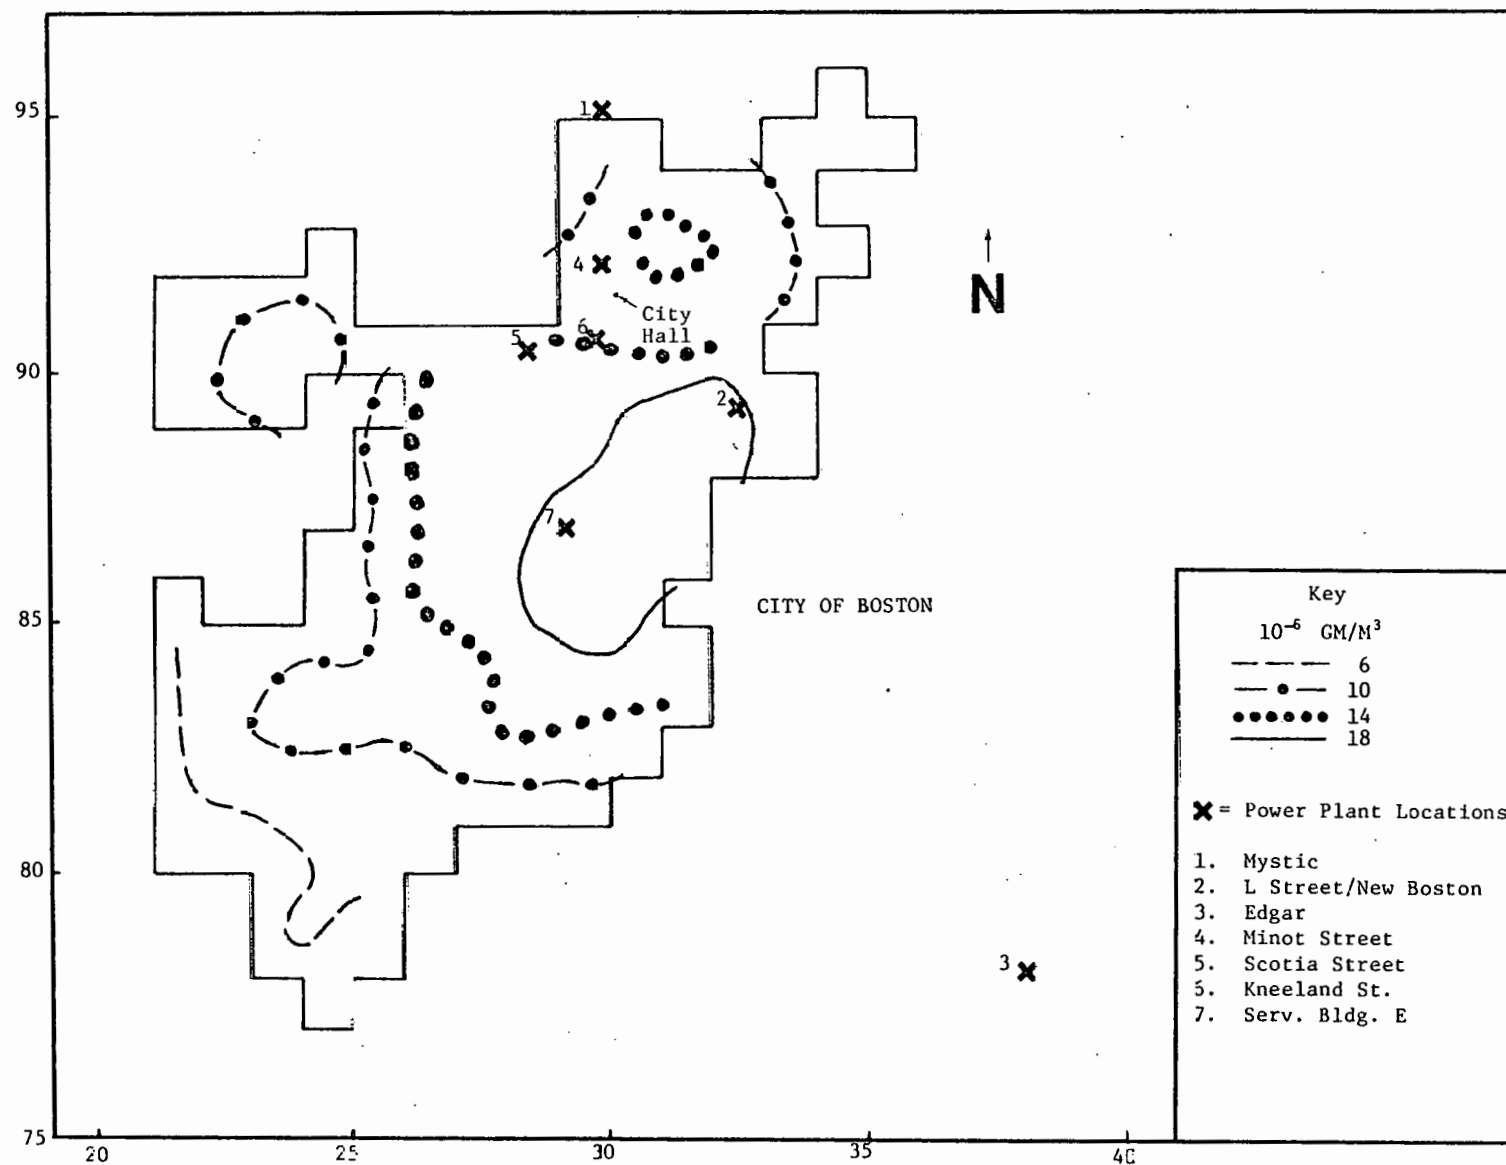 95
90
85
80
75
20
25
30
35
40
1
4
City
Hall
6
5
2
7
3
N
CITY OF BOSTON
Key
10⁻⁶ GM/M³
6
10
14
18
X = Power Plant Locations
1. Mystic
2. L Street/New Boston
3. Edgar
4. Minot Street
5. Scotia Street
5. Kneeland St.
7. Serv. Bldg. E